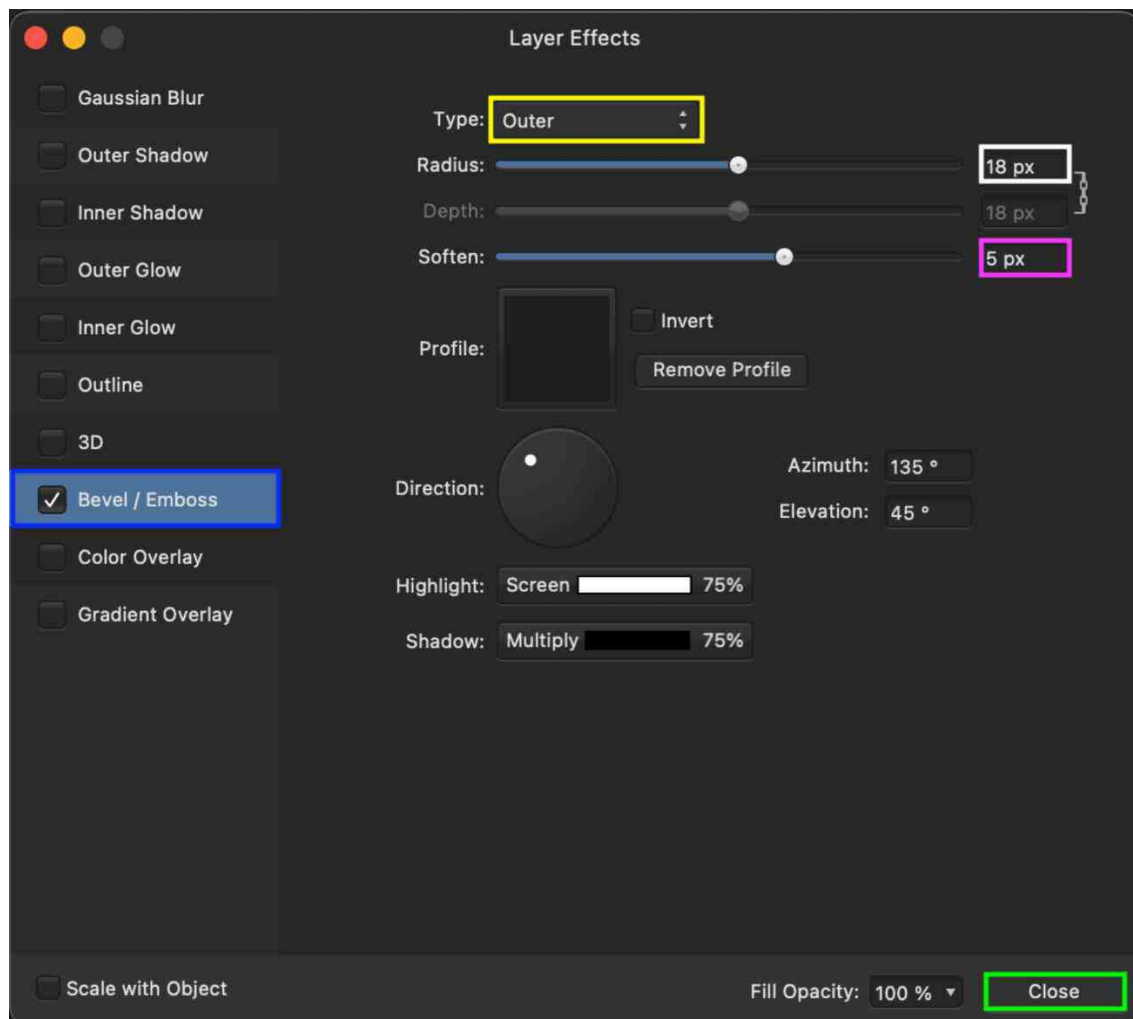 Layer Effects
Gaussian Blur
Outer Shadow
Inner Shadow
Outer Glow
Inner Glow
Outline
3D
Bevel / Emboss
Color Overlay
Gradient Overlay
Type: Outer
Radius: 18 px
Depth: 18 px
Soften: 5 px
Profile:
Invert
Remove Profile
Direction:
Azimuth: 135 °
Elevation: 45 °
Highlight: Screen 75%
Shadow: Multiply 75%
Scale with Object
Fill Opacity: 100 %
Close